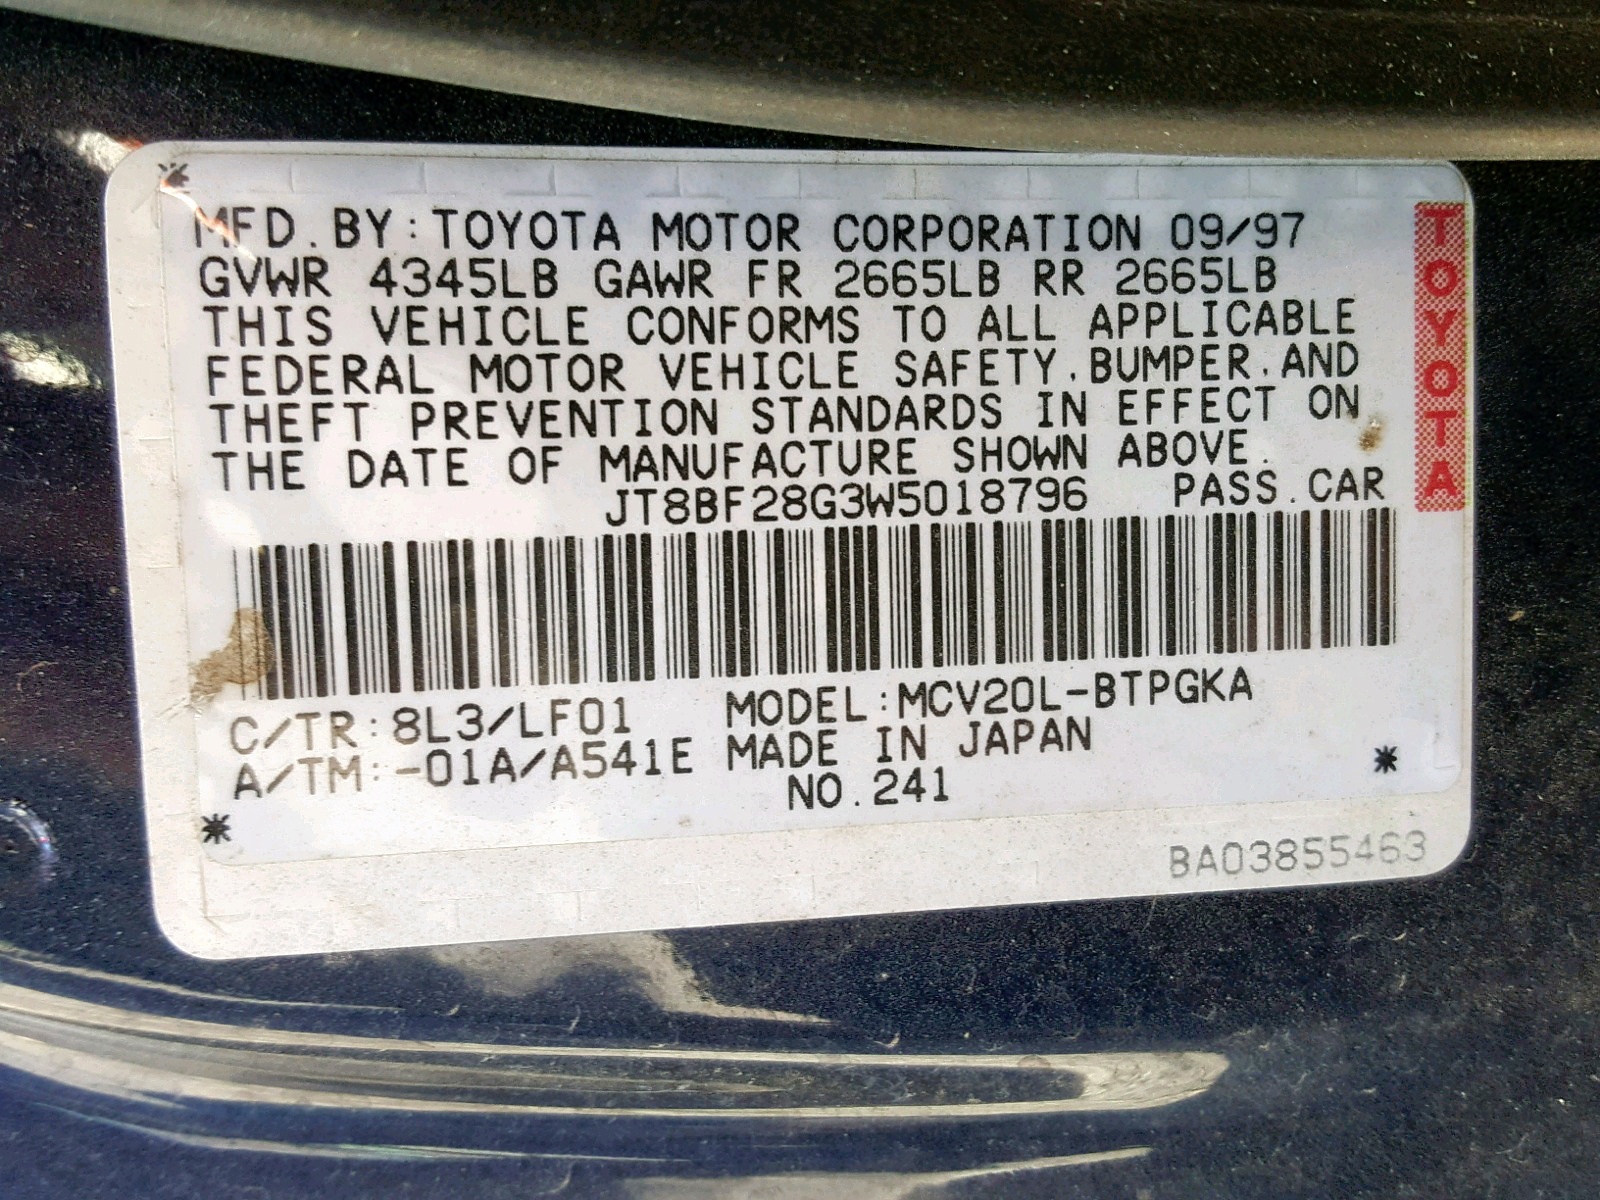 MFD. BY: TOYOTA MOTOR CORPORATION 09/97
GVWR 4345LB GAWR FR 2665LB RR 2665LB
THIS VEHICLE CONFORMS TO ALL APPLICABLE
FEDERAL MOTOR VEHICLE SAFETY. BUMPER. AND
THEFT PREVENTION STANDARDS IN EFFECT ON
THE DATE OF MANUFACTURE SHOWN ABOVE.
JT8BF28G3W5018796 PASS. CAR
C/TR: 8L3/LF01 MODEL: MCV20L-BTPGKA
A/TM: -01A/A541E MADE IN JAPAN
NO. 241
BA03855463
TOYOTA